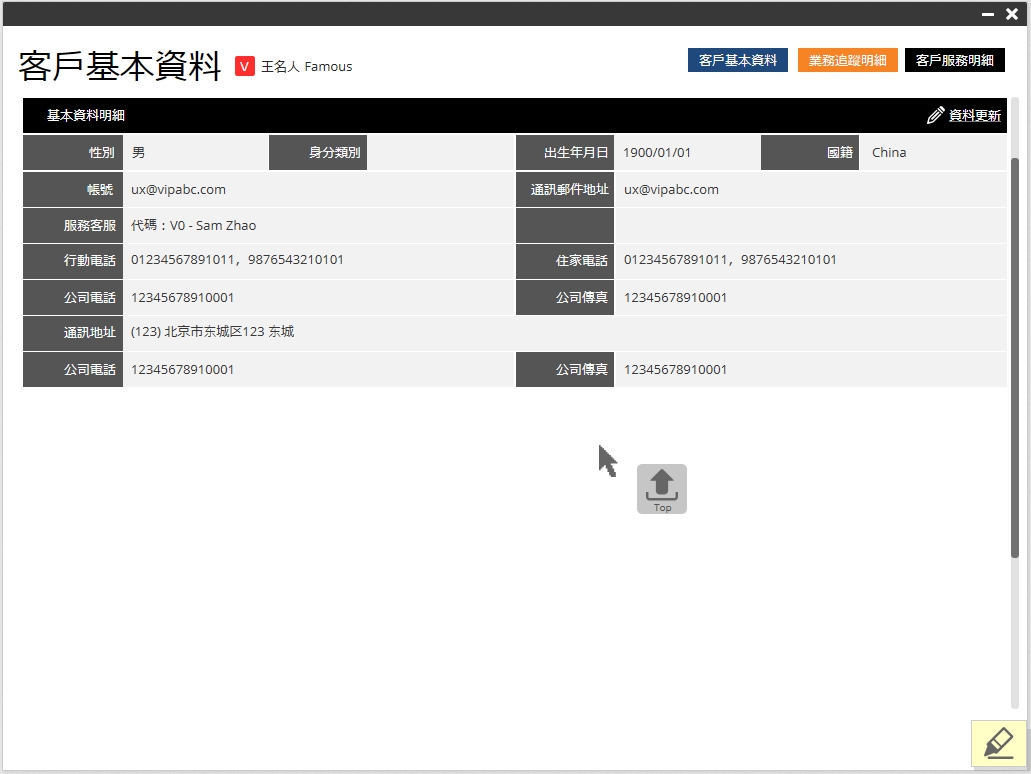 客戶基本資料 V 王名人 Famous 客戶基本資料 業務追蹤明細 客戶服務明細
基本資料明細 資料更新
性別 男 身分類別 出生年月日 1900/01/01 國籍 China
帳號 ux@vipabc.com 通訊郵件地址 ux@vipabc.com
服務客服 代碼：V0 - Sam Zhao
行動電話 01234567891011，9876543210101 住家電話 01234567891011，9876543210101
公司電話 12345678910001 公司傳真 12345678910001
通訊地址 (123) 北京市东城区123 东城
公司電話 12345678910001 公司傳真 12345678910001
Top